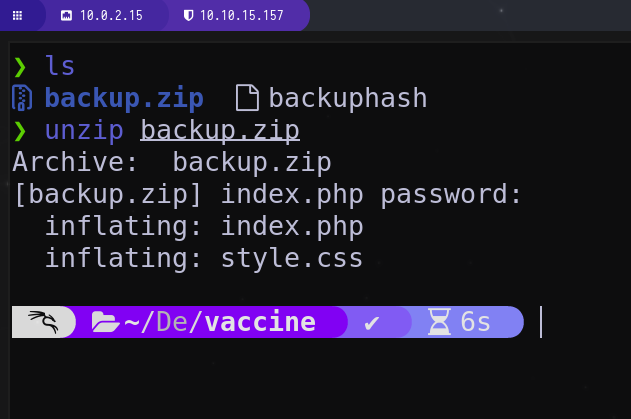 10.0.2.15 10.10.15.157
❯ ls
backup.zip backuphash
❯ unzip backup.zip
Archive:  backup.zip
[backup.zip] index.php password:
  inflating: index.php
  inflating: style.css
~/De/vaccine ✔ 6s